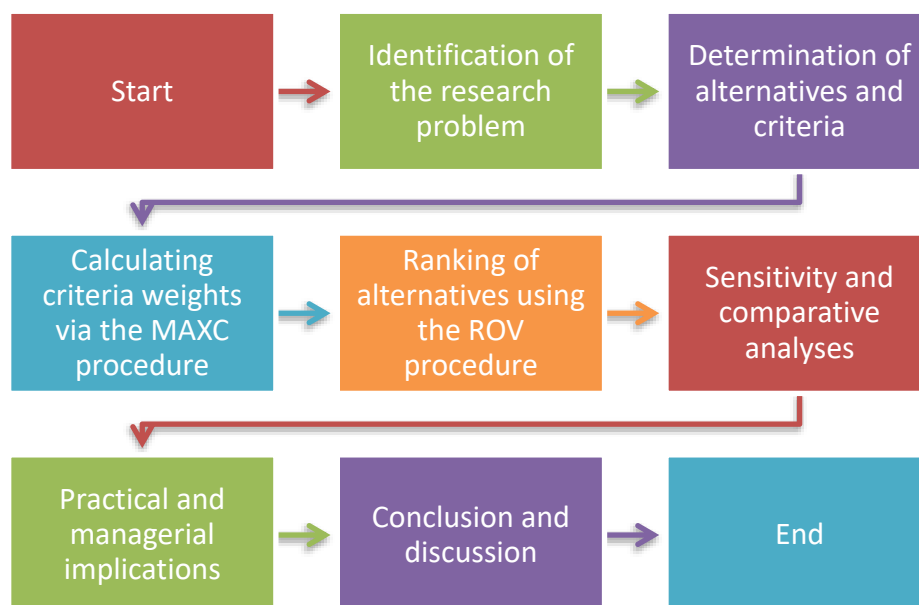 Start
Identification of
the research
problem
Determination of
alternatives and
criteria
Calculating
criteria weights
via the MAXC
procedure
Ranking of
alternatives using
the ROV
procedure
Sensitivity and
comparative
analyses
Practical and
managerial
implications
Conclusion and
discussion
End